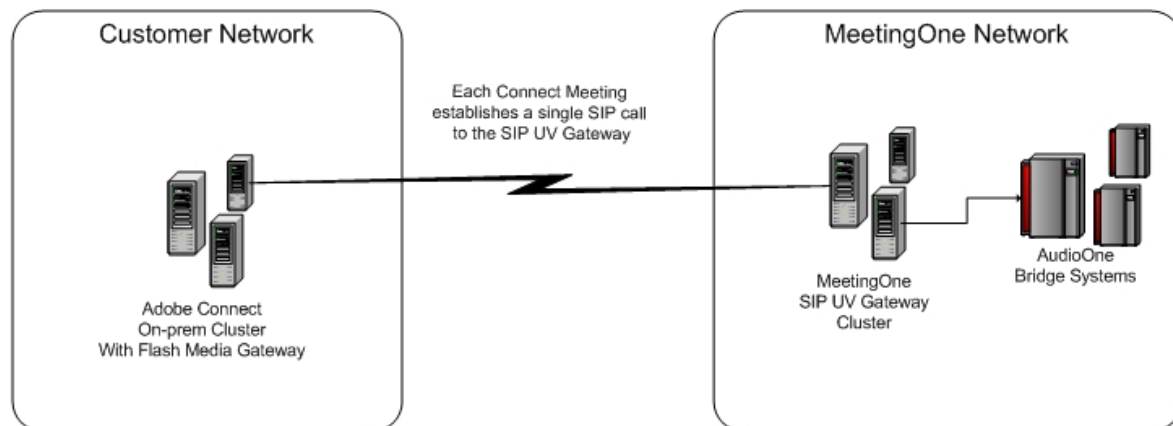 Customer Network
MeetingOne Network
Each Connect Meeting
establishes a single SIP call
to the SIP UV Gateway
Adobe Connect
On-prem Cluster
With Flash Media Gateway
MeetingOne
SIP UV Gateway
Cluster
AudioOne
Bridge Systems